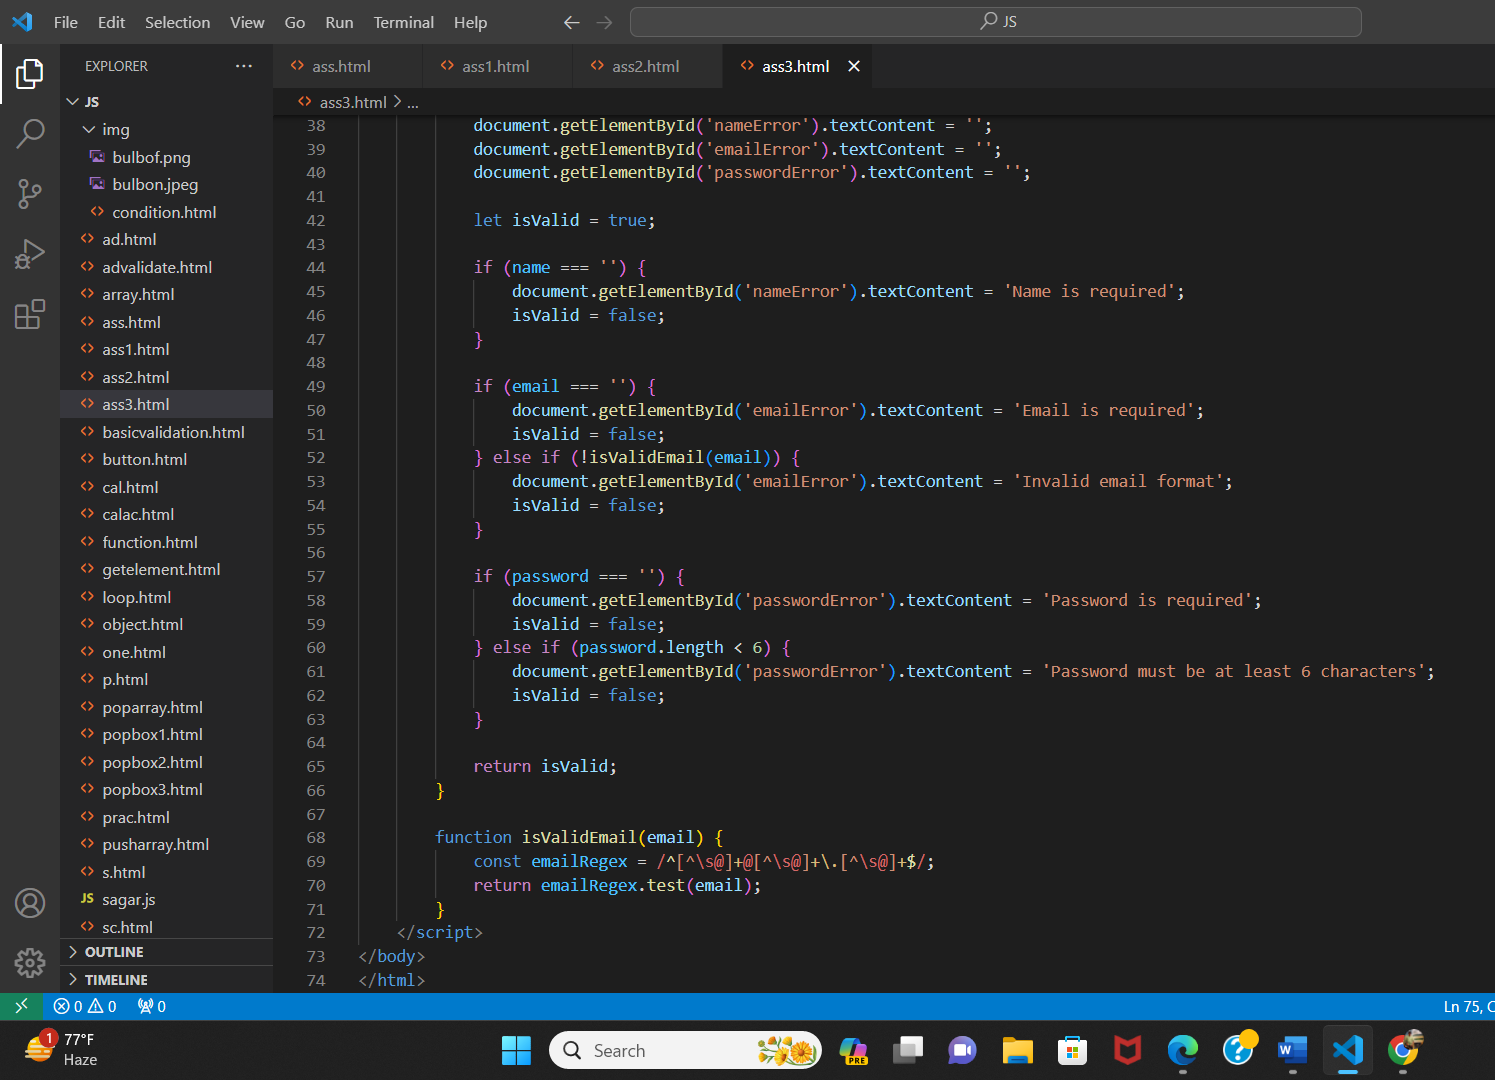 File Edit Selection View Go Run Terminal Help
JS
EXPLORER
ass.html
ass1.html
ass2.html
ass3.html
ass3.html > ...
JS
img
bulbof.png
bulbon.jpeg
condition.html
ad.html
advalidate.html
array.html
ass.html
ass1.html
ass2.html
ass3.html
basicvalidation.html
button.html
cal.html
calac.html
function.html
getelement.html
loop.html
object.html
one.html
p.html
poparray.html
popbox1.html
popbox2.html
popbox3.html
prac.html
pusharray.html
s.html
JS sagar.js
sc.html
OUTLINE
TIMELINE
38 document.getElementById('nameError').textContent = '';
39 document.getElementById('emailError').textContent = '';
40 document.getElementById('passwordError').textContent = '';
41
42 let isValid = true;
43
44 if (name === '') {
45 document.getElementById('nameError').textContent = 'Name is required';
46 isValid = false;
47 }
48
49 if (email === '') {
50 document.getElementById('emailError').textContent = 'Email is required';
51 isValid = false;
52 } else if (!isValidEmail(email)) {
53 document.getElementById('emailError').textContent = 'Invalid email format';
54 isValid = false;
55 }
56
57 if (password === '') {
58 document.getElementById('passwordError').textContent = 'Password is required';
59 isValid = false;
60 } else if (password.length < 6) {
61 document.getElementById('passwordError').textContent = 'Password must be at least 6 characters';
62 isValid = false;
63 }
64
65 return isValid;
66 }
67
68 function isValidEmail(email) {
69 const emailRegex = /^[^\s@]+@[^\s@]+\.[^\s@]+$/;
70 return emailRegex.test(email);
71 }
72 </script>
73 </body>
74 </html>
0 0 0
Ln 75, C
1
77°F
Haze
Search
PRE
W